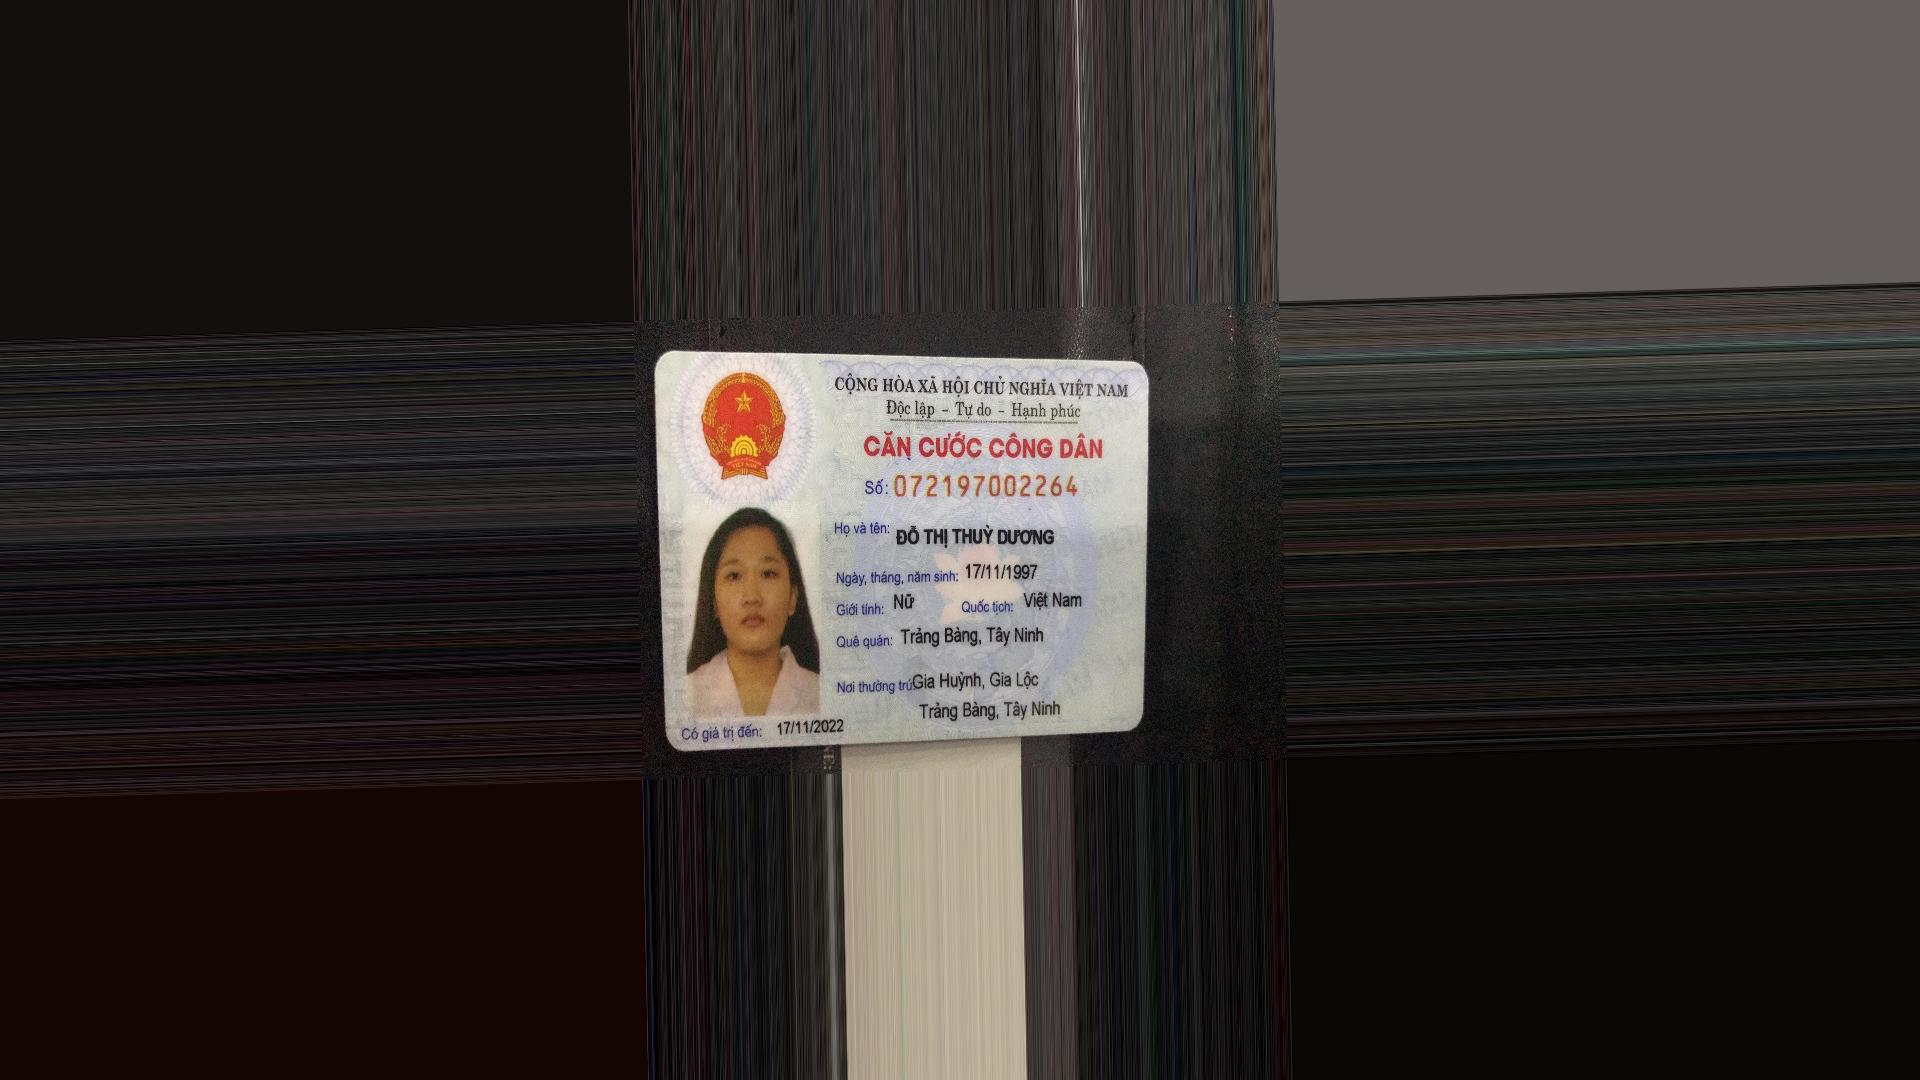 CỘNG HÒA XÃ HỘI CHỦ NGHĨA VIỆT NAM
Độc lập - Tự do - Hạnh phúc
CĂN CƯỚC CÔNG DÂN
Số: 072197002264
Họ và tên: ĐỖ THỊ THUỲ DƯƠNG
Ngày, tháng, năm sinh: 17/11/1997
Giới tính: Nữ Quốc tịch: Việt Nam
Quê quán: Trảng Bàng, Tây Ninh
Nơi thường trú: Gia Huỳnh, Gia Lộc
Trảng Bàng, Tây Ninh
Có giá trị đến: 17/11/2022